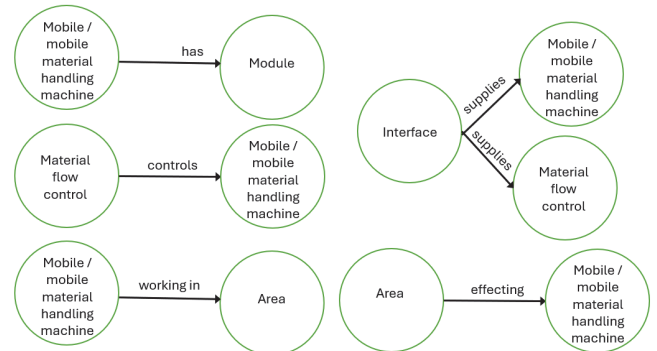 Mobile /
mobile
material
handling
machine
has
Module
Interface
supplies
Mobile /
mobile
material
handling
machine
supplies
Material
flow
control
Material
flow
control
controls
Mobile /
mobile
material
handling
machine
Mobile /
mobile
material
handling
machine
working in
Area
Area
effecting
Mobile /
mobile
material
handling
machine